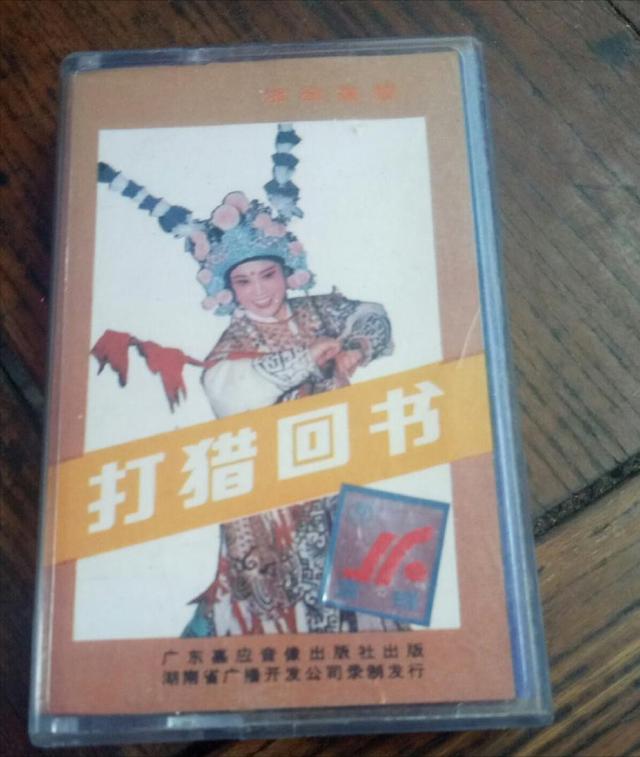 打猎回书
广东嘉应音像出版社出版
湖南省广播开发公司录制发行